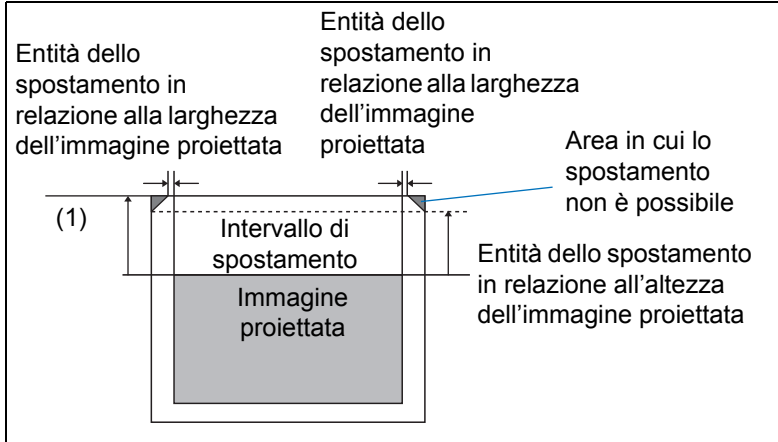 Entità dello
spostamento in
relazione alla larghezza
dell’immagine proiettata
Entità dello
spostamento in
relazione alla larghezza
dell’immagine
proiettata
Area in cui lo
spostamento
non è possibile
(1)
Intervallo di
spostamento
Entità dello spostamento
in relazione all’altezza
dell’immagine proiettata
Immagine
proiettata